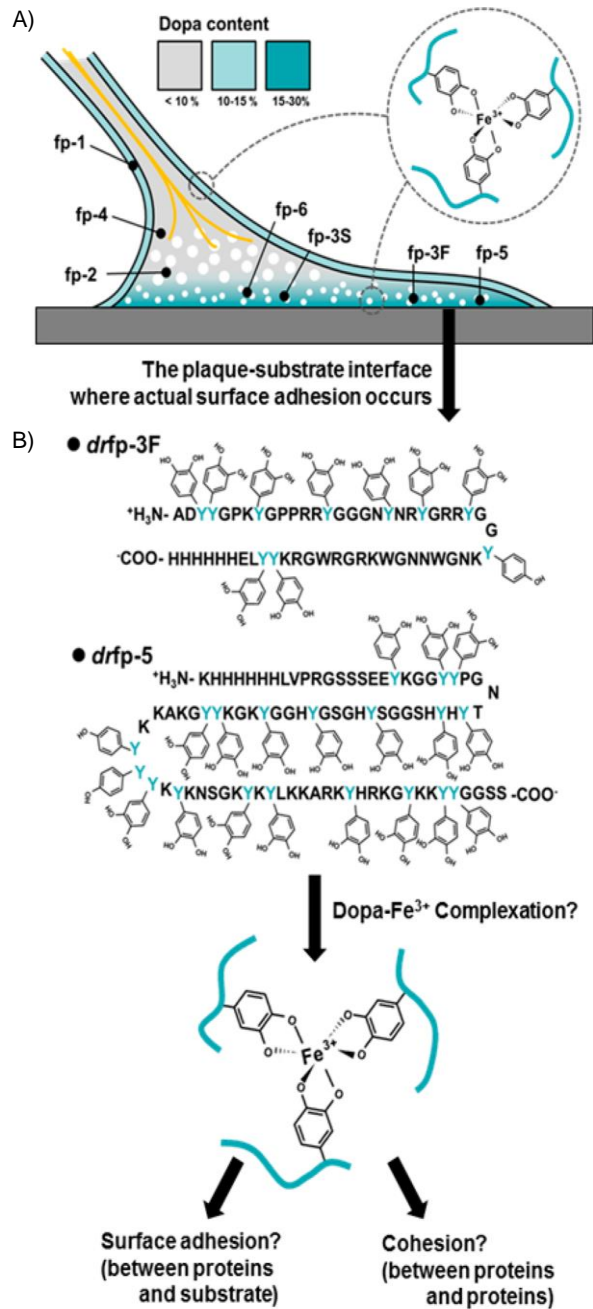 A)
Dopa content
< 10 %
10-15 %
15-30%
fp-1
fp-4
fp-2
fp-6
fp-3S
fp-3F
fp-5
Fe3+
The plaque-substrate interface
where actual surface adhesion occurs
B)
● drfp-3F
+H3N- ADYYGPKYGPPRRYGGGNYNRYGRRYG
G
Y
-COO- HHHHHHELYYKRGWRGRKWGNNWGNK
● drfp-5
+H3N- KHHHHHHLVPRGSSSEEYKGGYYPG
N
KAKGYYKGKYGGHYGSGHYSGGSHYHYT
K
Y
Y
YKYKNSGKYKYLKKARKYHRKGYKKYYGGSS -COO-
Dopa-Fe3+ Complexation?
Fe3+
Surface adhesion?
(between proteins
and substrate)
Cohesion?
(between proteins
and proteins)